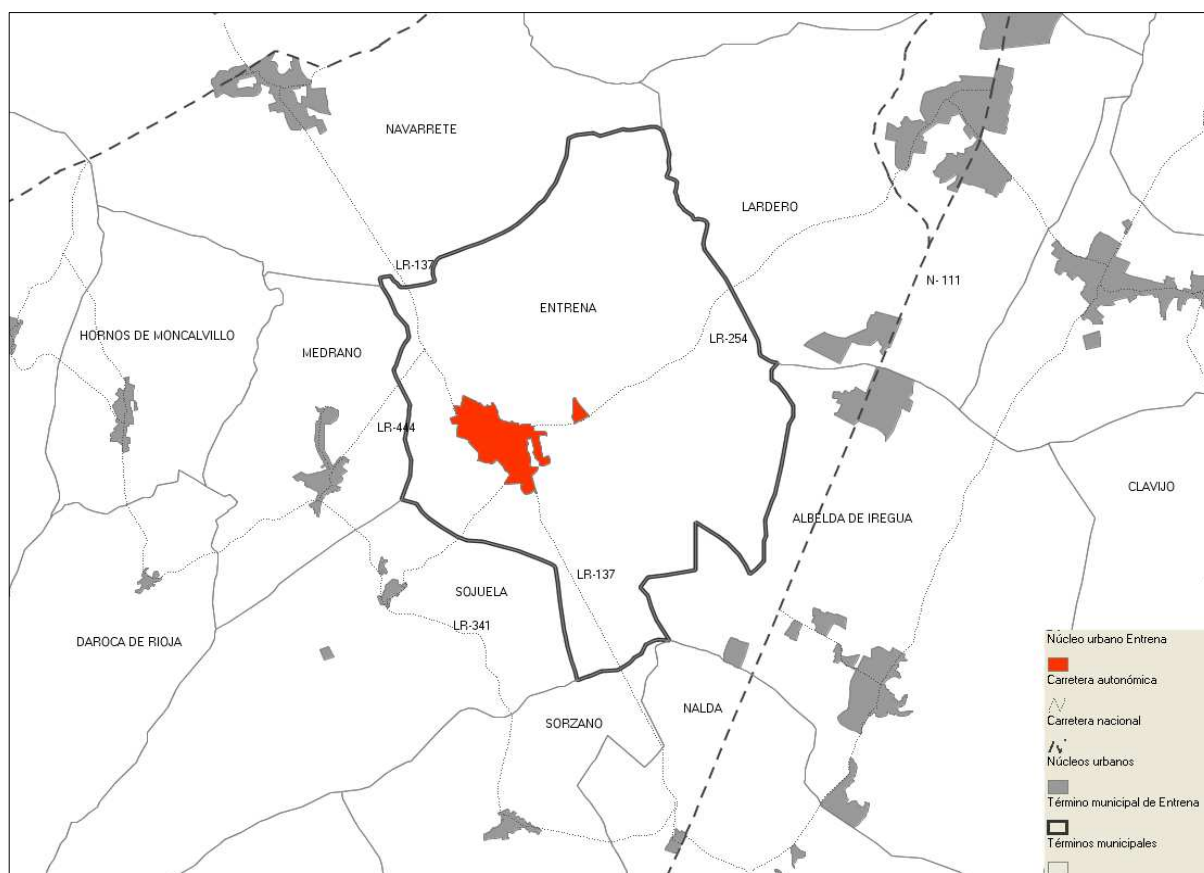 NAVARRETE
LARDERO
LR-137
N- 111
ENTRENA
HORNOS DE MONCALVILLO
LR-254
MEDRANO
LR-444
CLAVIJO
ALBELDA DE IREGUA
LR-137
SOJUELA
LR-341
DAROCA DE RIOJA
NALDA
SORZANO
Núcleo urbano Entrena
Carretera autonómica
Carretera nacional
Núcleos urbanos
Término municipal de Entrena
Términos municipales